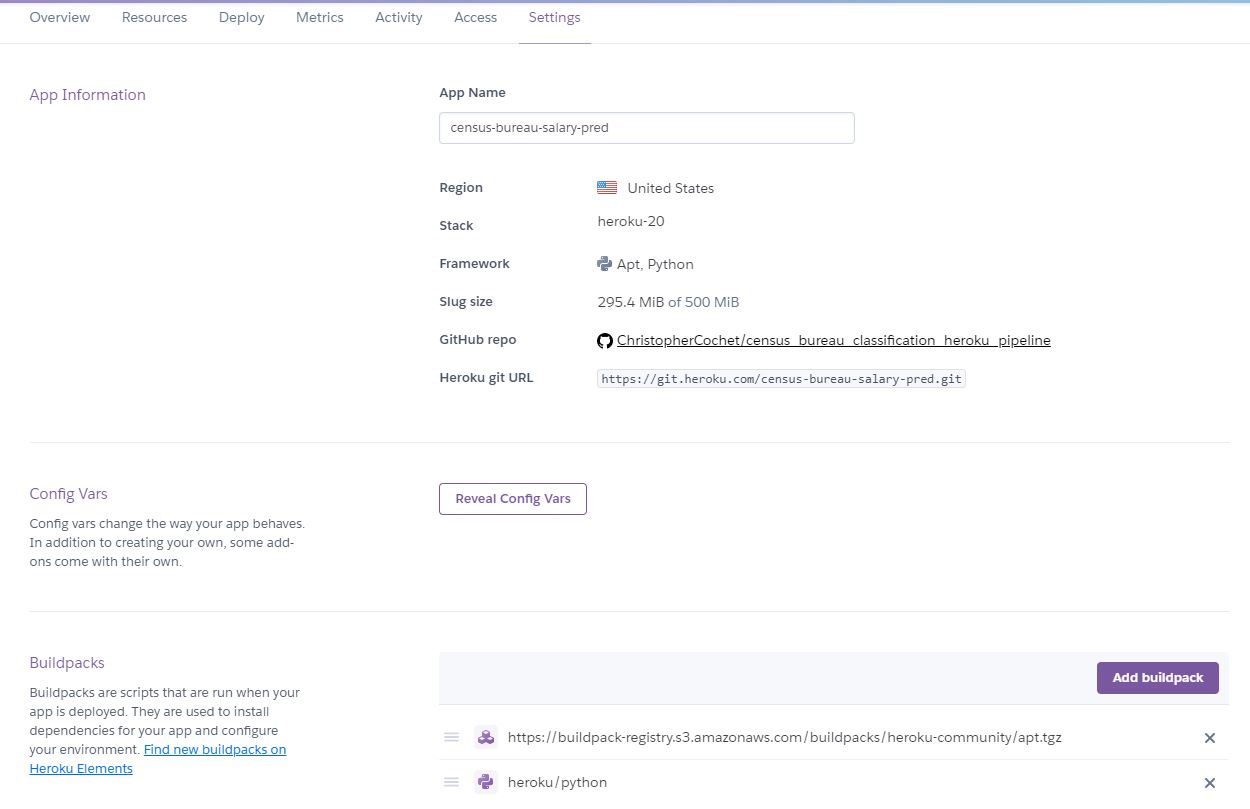 Overview Resources Deploy Metrics Activity Access Settings
App Information
App Name
census-bureau-salary-pred
Region United States
Stack heroku-20
Framework Apt, Python
Slug size 295.4 MiB of 500 MiB
GitHub repo ChristopherCochet/census_bureau_classification_heroku_pipeline
Heroku git URL https://git.heroku.com/census-bureau-salary-pred.git
Config Vars
Config vars change the way your app behaves.
In addition to creating your own, some add-
ons come with their own.
Reveal Config Vars
Buildpacks
Buildpacks are scripts that are run when your
app is deployed. They are used to install
dependencies for your app and configure
your environment. Find new buildpacks on
Heroku Elements
Add buildpack
https://buildpack-registry.s3.amazonaws.com/buildpacks/heroku-community/apt.tgz
heroku/python